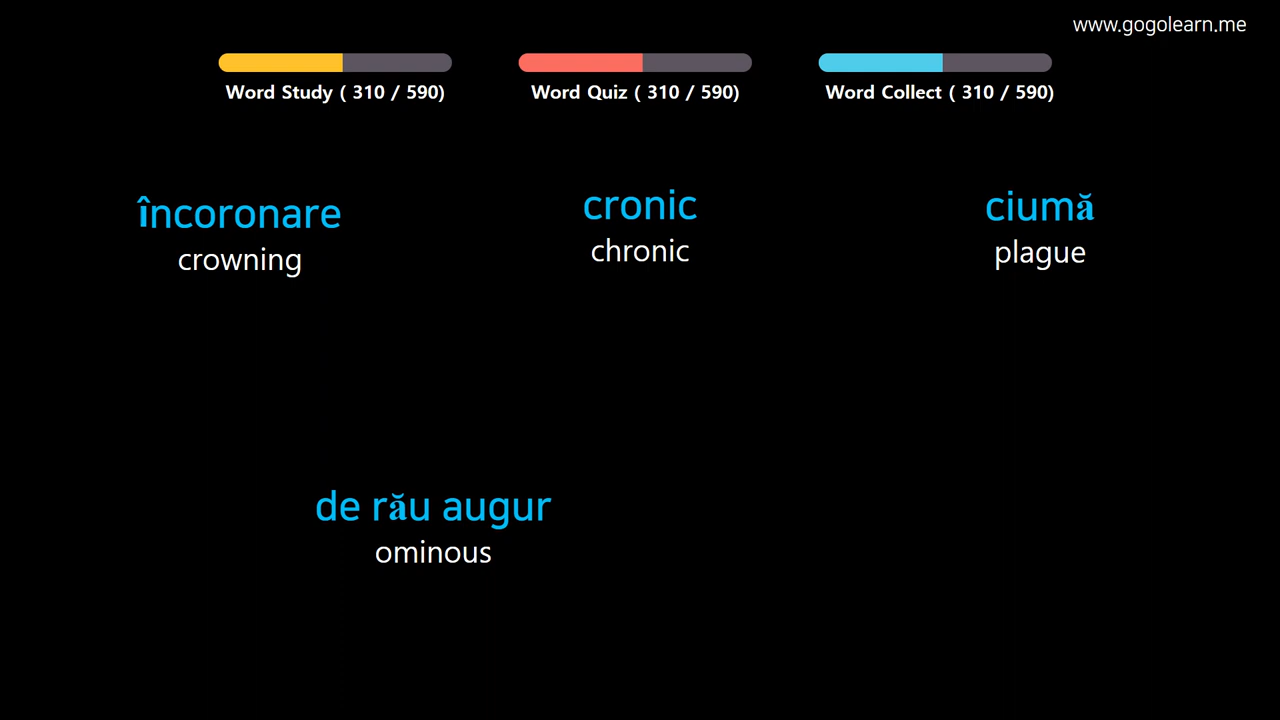 www.gogolearn.me
Word Study ( 310 / 590)
Word Quiz ( 310 / 590)
Word Collect ( 310 / 590)
încoronare
crowning
cronic
chronic
ciumă
plague
de rău augur
ominous